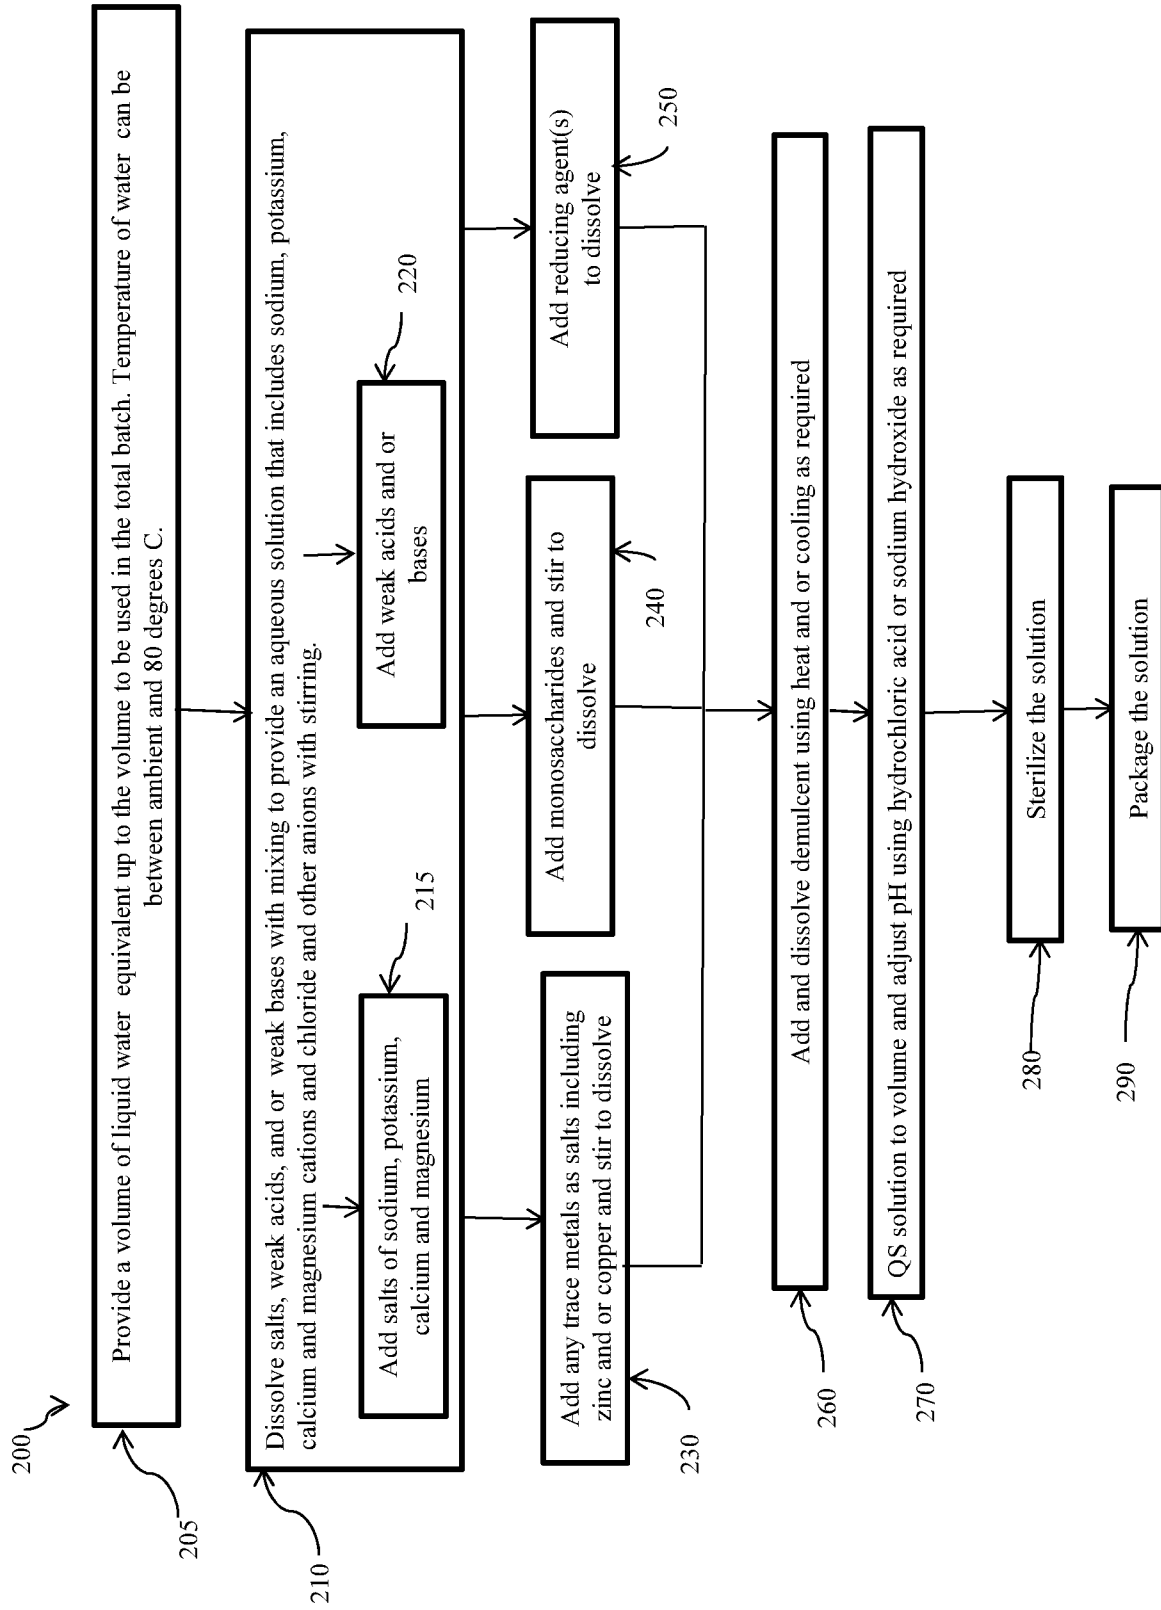 200
Provide a volume of liquid water equivalent up to the volume to be used in the total batch. Temperature of water can be
between ambient and 80 degrees C.
205
Dissolve salts, weak acids, and or weak bases with mixing to provide an aqueous solution that includes sodium, potassium,
calcium and magnesium cations and chloride and other anions with stirring.
210
Add salts of sodium, potassium,
calcium and magnesium
215
Add weak acids and or
bases
220
Add any trace metals as salts including
zinc and or copper and stir to dissolve
230
Add monosaccharides and stir to
dissolve
240
Add reducing agent(s)
to dissolve
250
Add and dissolve demulcent using heat and or cooling as required
260
QS solution to volume and adjust pH using hydrochloric acid or sodium hydroxide as required
270
Sterilize the solution
280
Package the solution
290